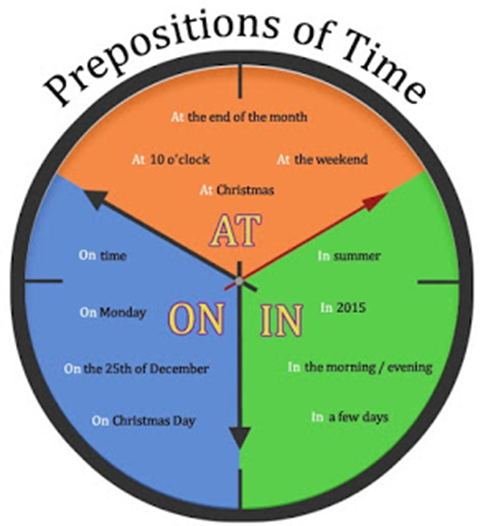 Prepositions of Time
At the end of the month
At 10 o'clock
At the weekend
At Christmas
AT
On time
On Monday
On the 25th of December
On Christmas Day
ON
IN
In summer
In 2015
In the morning / evening
In a few days